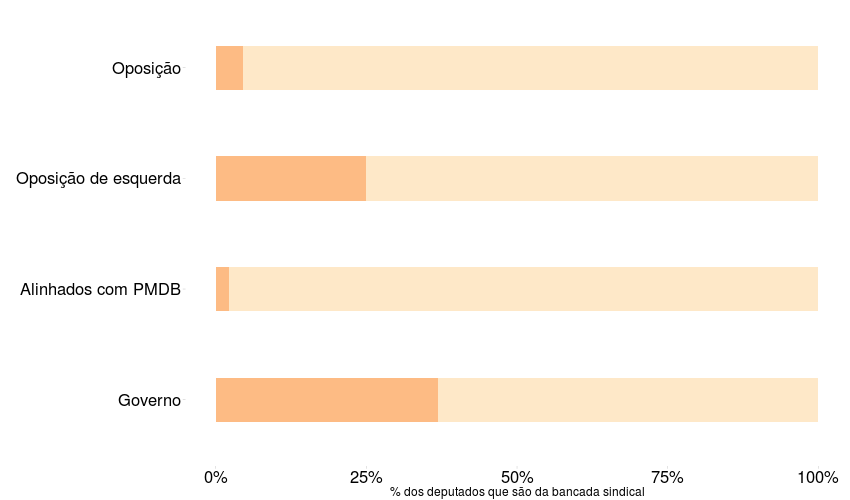 Oposição
Oposição de esquerda
Alinhados com PMDB
Governo
0% 25% 50% 75% 100%
% dos deputados que são da bancada sindical